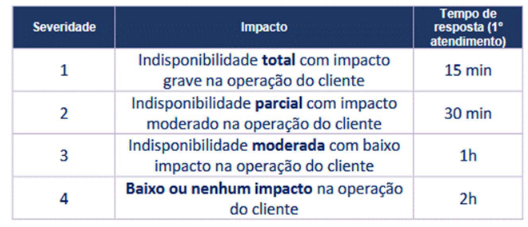 Severidade
Impacto
Tempo de
resposta (1º
atendimento)
1
Indisponibilidade total com impacto
grave na operação do cliente
15 min
2
Indisponibilidade parcial com impacto
moderado na operação do cliente
30 min
3
Indisponibilidade moderada com baixo
impacto na operação do cliente
1h
4
Baixo ou nenhum impacto na operação
do cliente
2h